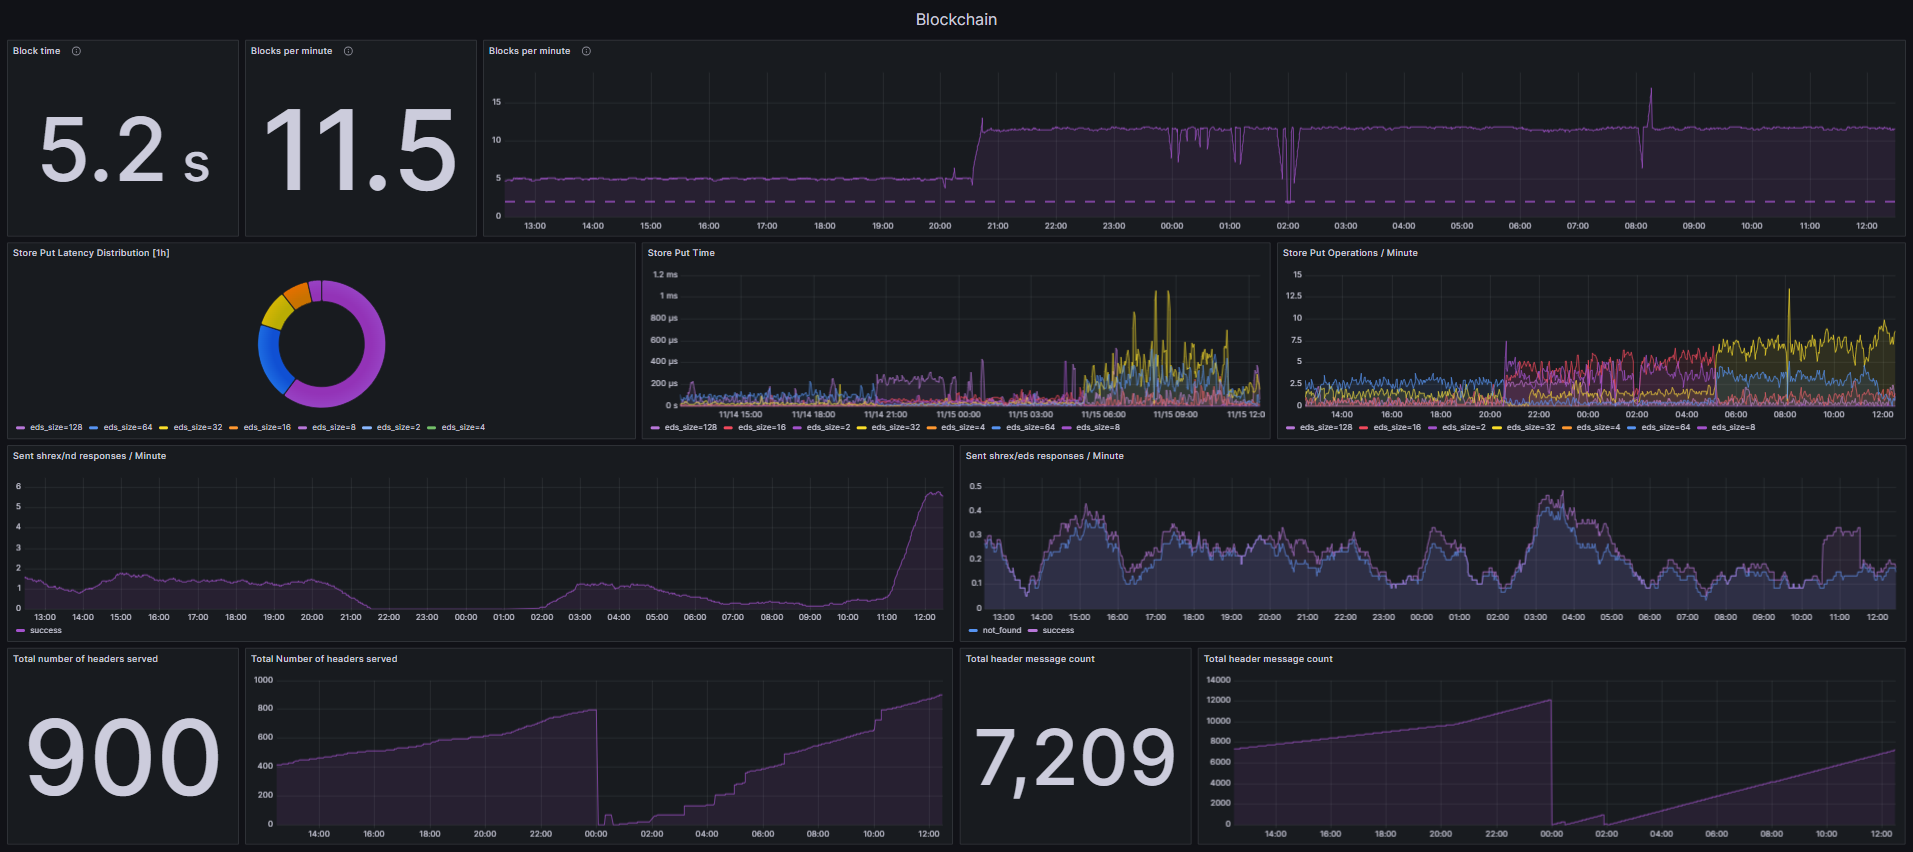 Blockchain
Block time
5.2 s
Blocks per minute
11.5
Blocks per minute
15
10
5
0
13:00 14:00 15:00 16:00 17:00 18:00 19:00 20:00 21:00 22:00 23:00 00:00 01:00 02:00 03:00 04:00 05:00 06:00 07:00 08:00 09:00 10:00 11:00 12:00
Store Put Latency Distribution [1h]
eds_size=128 eds_size=64 eds_size=32 eds_size=16 eds_size=8 eds_size=2 eds_size=4
Store Put Time
1.2 ms
1 ms
800 µs
600 µs
400 µs
200 µs
0 s
11/14 15:00 11/14 18:00 11/14 21:00 11/15 00:00 11/15 03:00 11/15 06:00 11/15 09:00 11/15 12:0
eds_size=128 eds_size=16 eds_size=2 eds_size=32 eds_size=4 eds_size=64 eds_size=8
Store Put Operations / Minute
15
12.5
10
7.5
5
2.5
0
14:00 16:00 18:00 20:00 22:00 00:00 02:00 04:00 06:00 08:00 10:00 12:00
eds_size=128 eds_size=16 eds_size=2 eds_size=32 eds_size=4 eds_size=64 eds_size=8
Sent shrex/nd responses / Minute
6
5
4
3
2
1
0
13:00 14:00 15:00 16:00 17:00 18:00 19:00 20:00 21:00 22:00 23:00 00:00 01:00 02:00 03:00 04:00 05:00 06:00 07:00 08:00 09:00 10:00 11:00 12:00
success
Sent shrex/eds responses / Minute
0.5
0.4
0.3
0.2
0.1
0
13:00 14:00 15:00 16:00 17:00 18:00 19:00 20:00 21:00 22:00 23:00 00:00 01:00 02:00 03:00 04:00 05:00 06:00 07:00 08:00 09:00 10:00 11:00 12:00
not_found success
Total number of headers served
900
Total Number of headers served
1000
800
600
400
200
0
14:00 16:00 18:00 20:00 22:00 00:00 02:00 04:00 06:00 08:00 10:00 12:00
Total header message count
7,209
Total header message count
14000
12000
10000
8000
6000
4000
2000
0
14:00 16:00 18:00 20:00 22:00 00:00 02:00 04:00 06:00 08:00 10:00 12:00